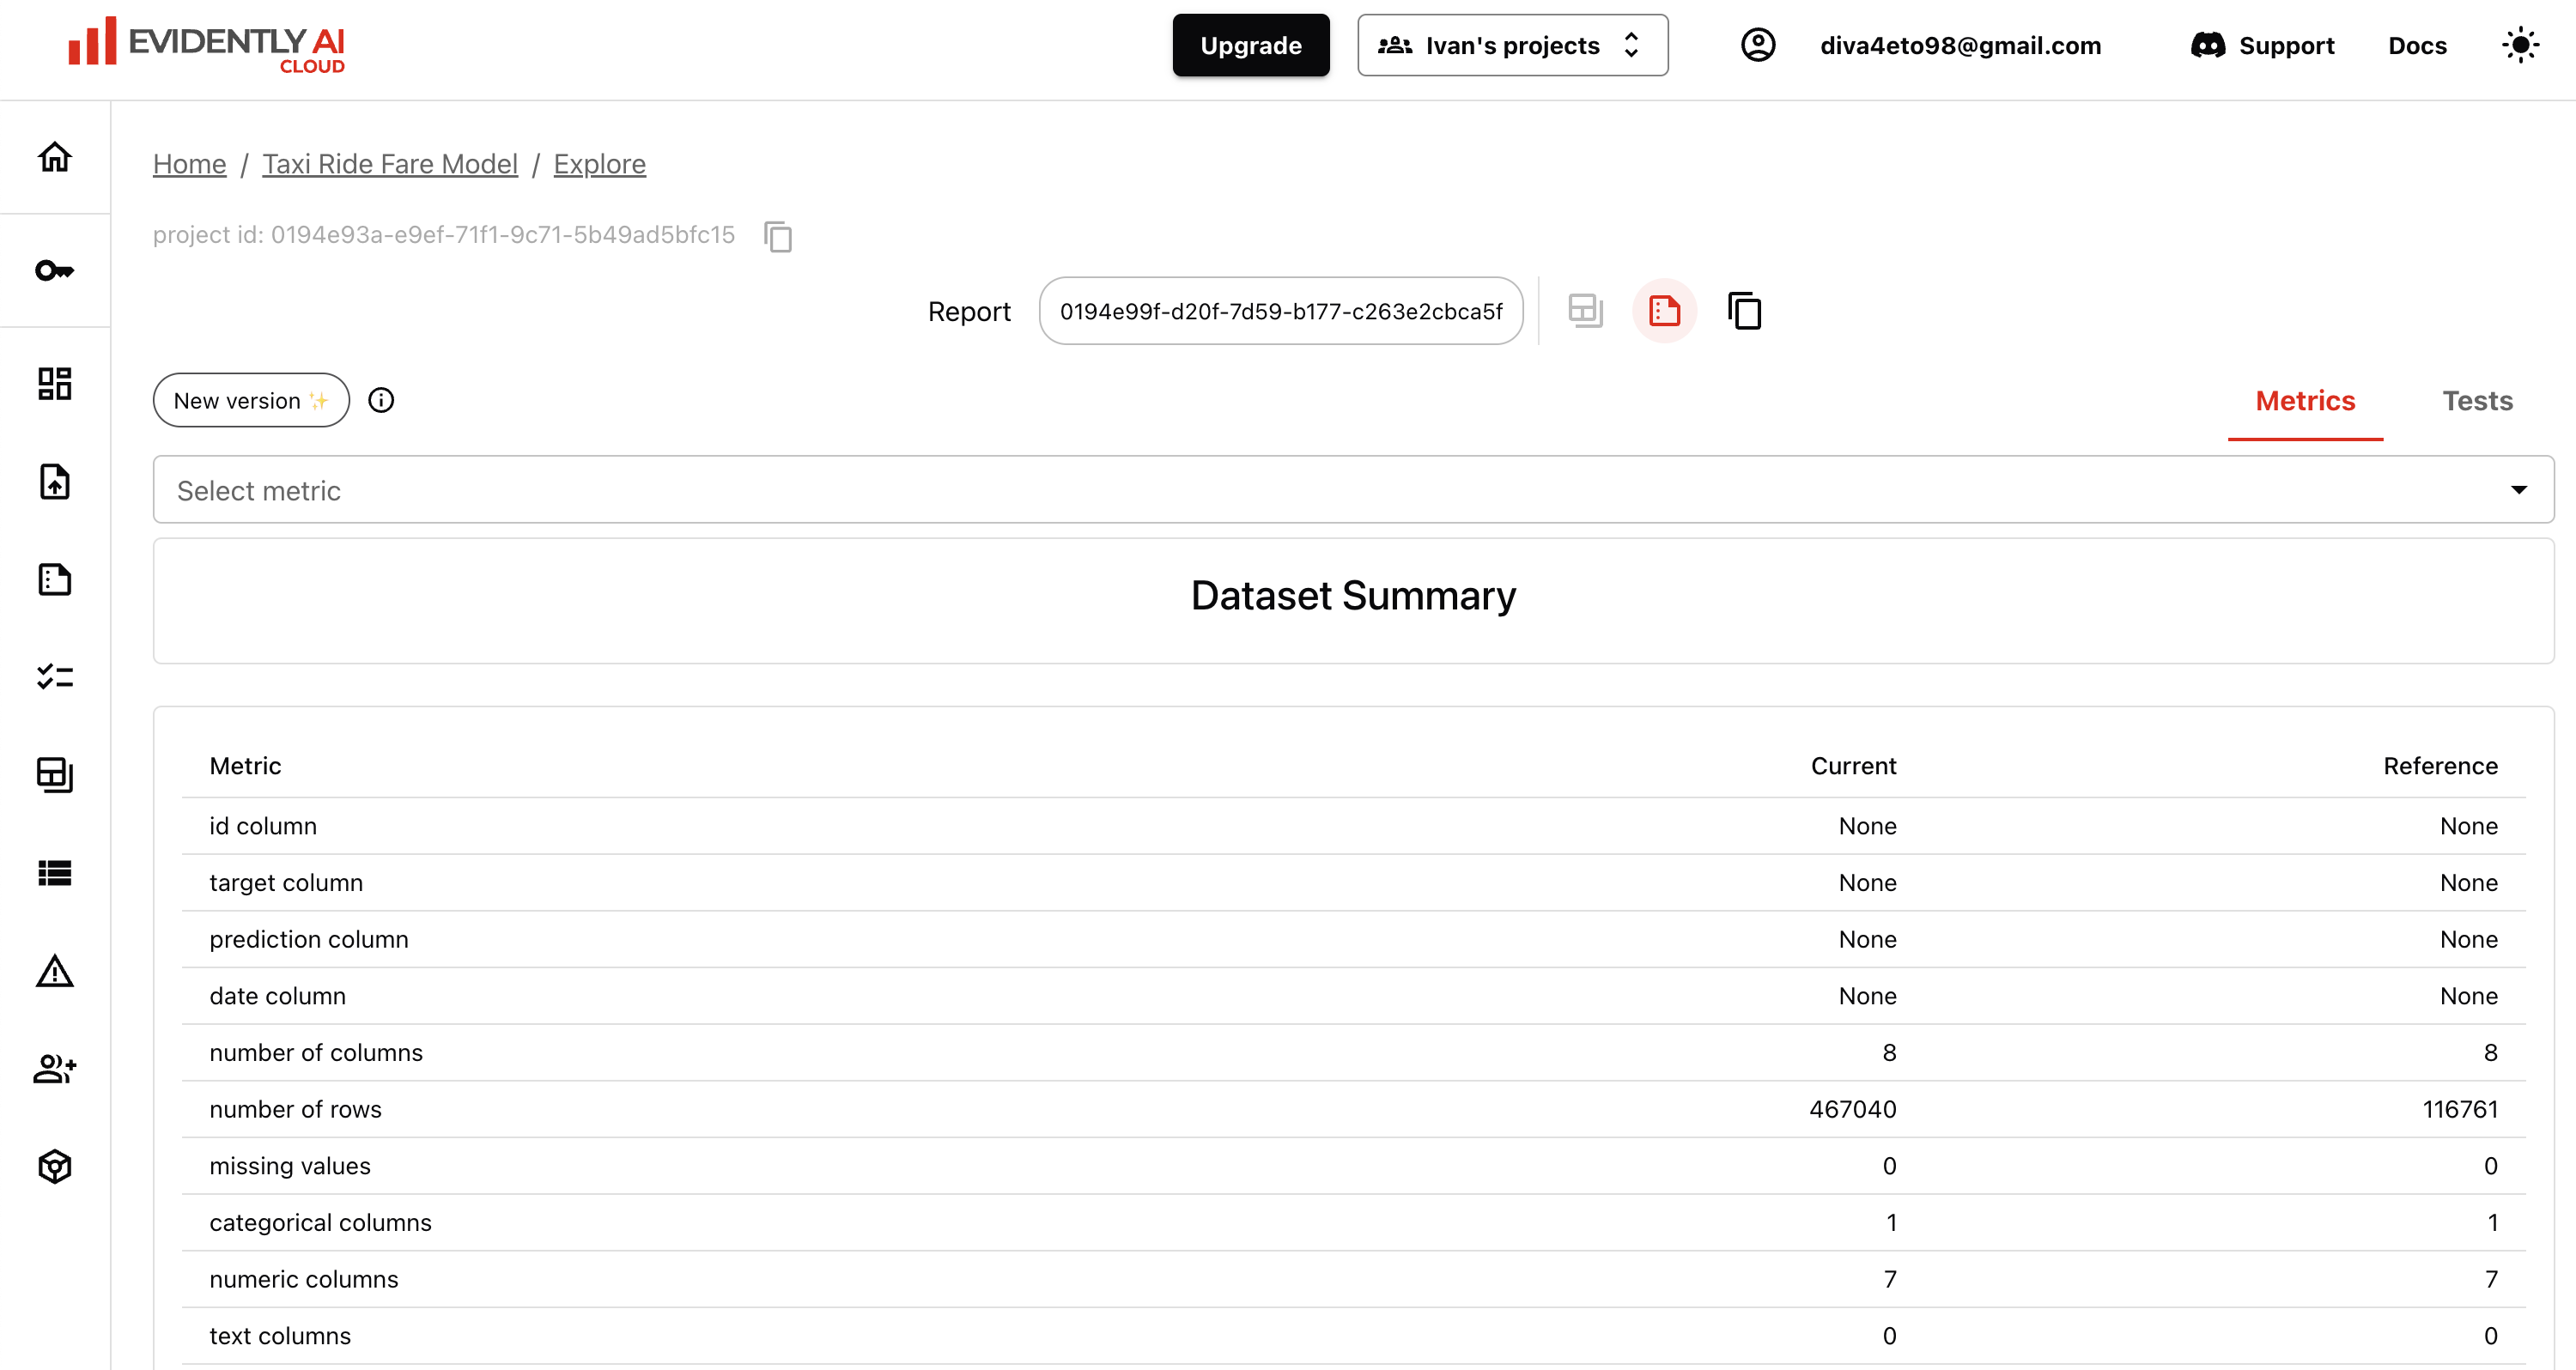 EVIDENTLY AI
CLOUD
Upgrade
Ivan's projects
diva4eto98@gmail.com
Support
Docs
Home / Taxi Ride Fare Model / Explore
project id: 0194e93a-e9ef-71f1-9c71-5b49ad5bfc15
Report 0194e99f-d20f-7d59-b177-c263e2cbca5f
New version ✨
Metrics
Tests
Select metric
Dataset Summary
Metric Current Reference
id column None None
target column None None
prediction column None None
date column None None
number of columns 8 8
number of rows 467040 116761
missing values 0 0
categorical columns 1 1
numeric columns 7 7
text columns 0 0